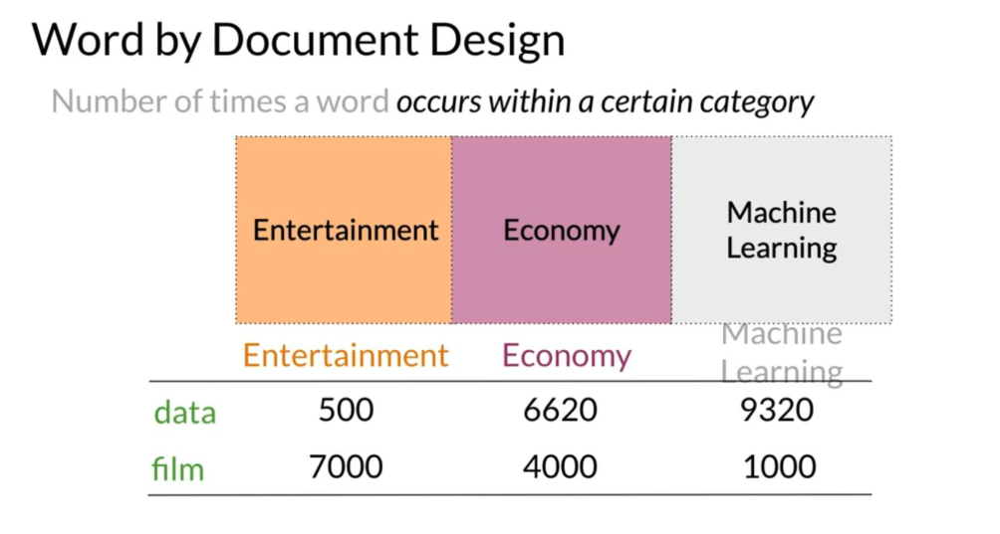 Word by Document Design
Number of times a word occurs within a certain category
Entertainment Economy Machine
Learning
Entertainment Economy Machine
Learning
data 500 6620 9320
film 7000 4000 1000